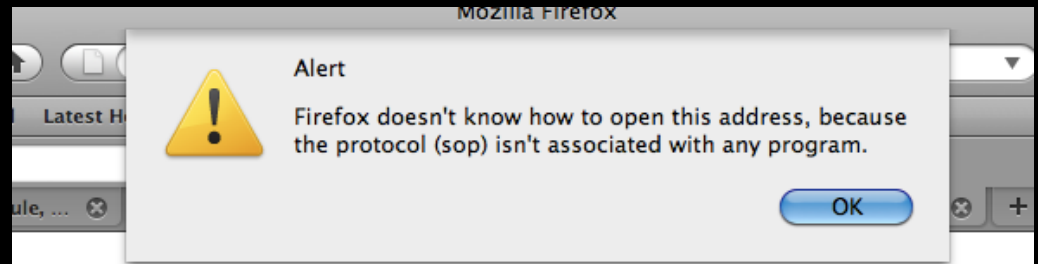 Mozilla Firefox
Alert
Firefox doesn't know how to open this address, because
the protocol (sop) isn't associated with any program.
Latest H
ule, ...
OK